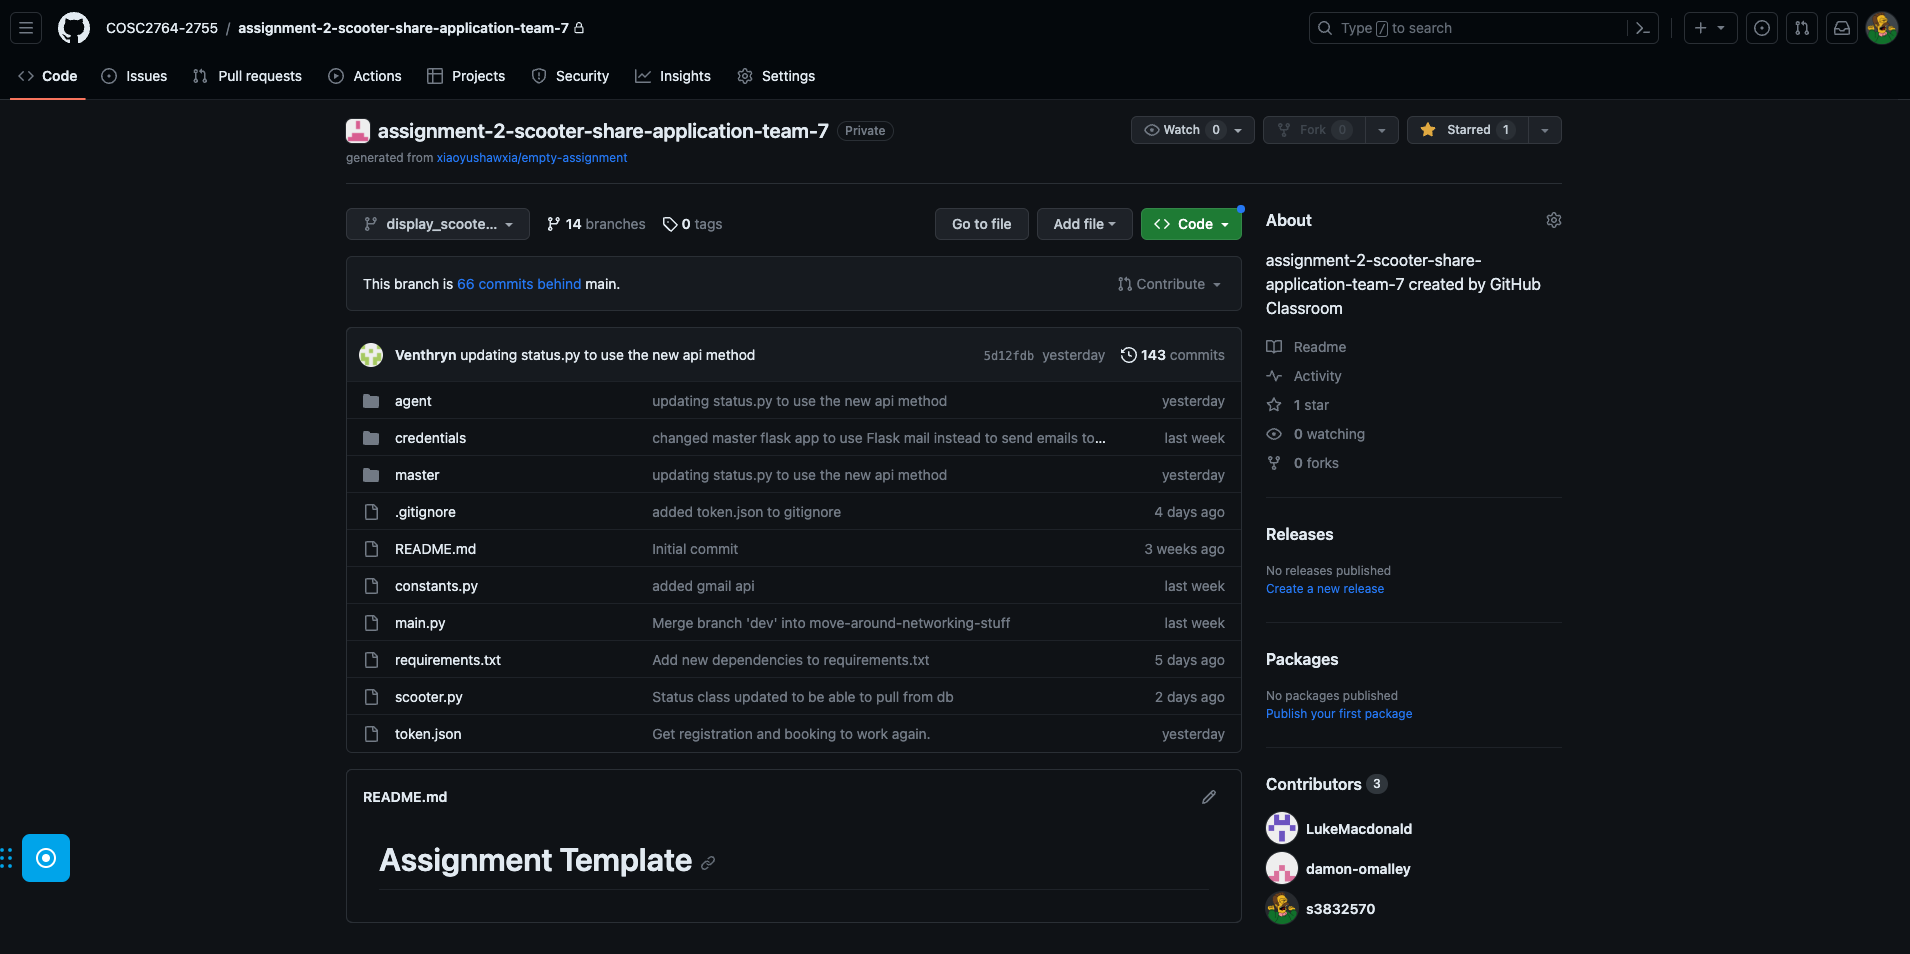 COSC2764-2755 / assignment-2-scooter-share-application-team-7
Type / to search
Code Issues Pull requests Actions Projects Security Insights Settings
assignment-2-scooter-share-application-team-7 Private
Watch 0 Fork 0 Starred 1
generated from xiaoyushawxia/empty-assignment
display_scoote... 14 branches 0 tags Go to file Add file Code
This branch is 66 commits behind main. Contribute
Venthryn updating status.py to use the new api method 5d12fdb yesterday 143 commits
agent updating status.py to use the new api method yesterday
credentials changed master flask app to use Flask mail instead to send emails to... last week
master updating status.py to use the new api method yesterday
.gitignore added token.json to gitignore 4 days ago
README.md Initial commit 3 weeks ago
constants.py added gmail api last week
main.py Merge branch 'dev' into move-around-networking-stuff last week
requirements.txt Add new dependencies to requirements.txt 5 days ago
scooter.py Status class updated to be able to pull from db 2 days ago
token.json Get registration and booking to work again. yesterday
README.md
Assignment Template
About
assignment-2-scooter-share-
application-team-7 created by GitHub
Classroom
Readme
Activity
1 star
0 watching
0 forks
Releases
No releases published
Create a new release
Packages
No packages published
Publish your first package
Contributors 3
LukeMacdonald
damon-omalley
s3832570